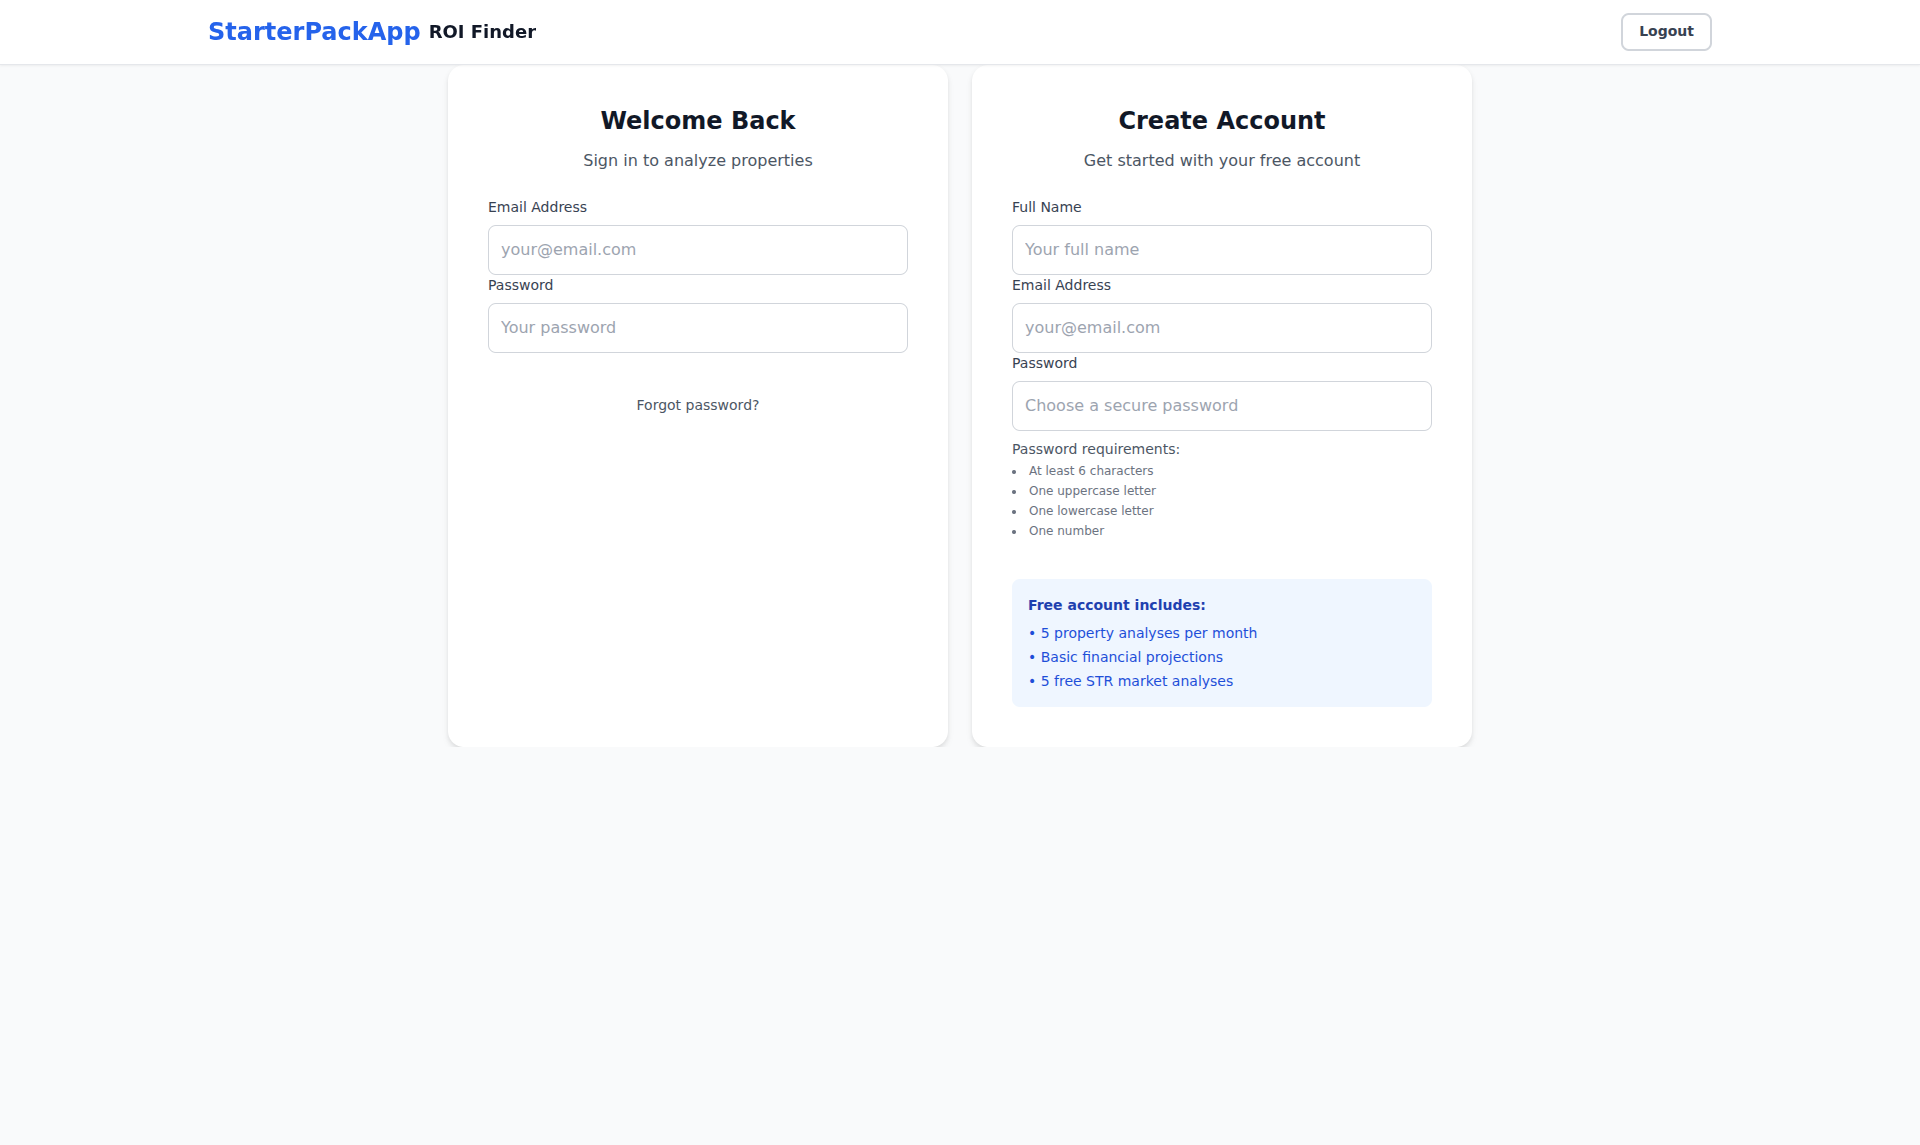 StarterPackApp ROI Finder
Logout
Welcome Back
Sign in to analyze properties
Email Address
your@email.com
Password
Your password
Forgot password?
Create Account
Get started with your free account
Full Name
Your full name
Email Address
your@email.com
Password
Choose a secure password
Password requirements:
• At least 6 characters
• One uppercase letter
• One lowercase letter
• One number
Free account includes:
• 5 property analyses per month
• Basic financial projections
• 5 free STR market analyses